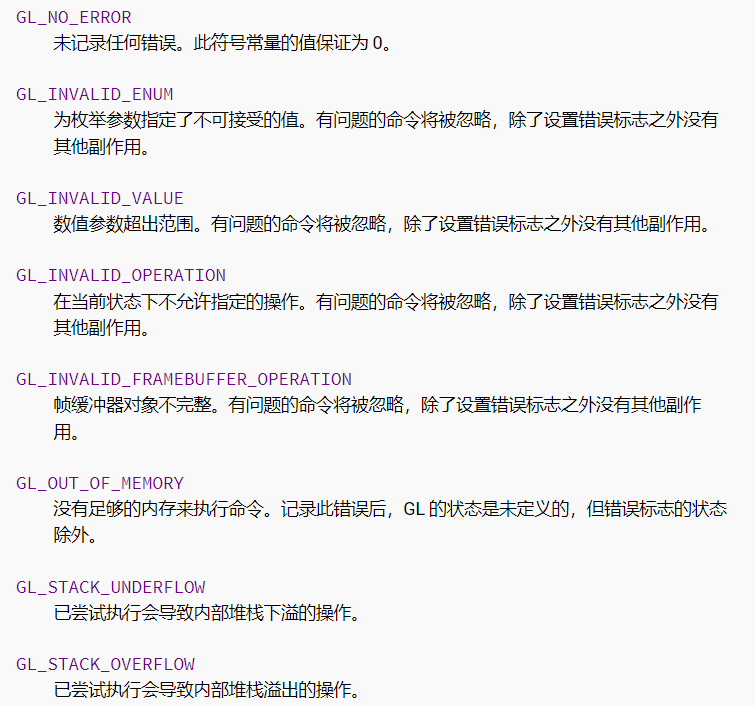 GL_NO_ERROR
未记录任何错误。此符号常量的值保证为 0。
GL_INVALID_ENUM
为枚举参数指定了不可接受的值。有问题的命令将被忽略，除了设置错误标志之外没有
其他副作用。
GL_INVALID_VALUE
数值参数超出范围。有问题的命令将被忽略，除了设置错误标志之外没有其他副作用。
GL_INVALID_OPERATION
在当前状态下不允许指定的操作。有问题的命令将被忽略，除了设置错误标志之外没有
其他副作用。
GL_INVALID_FRAMEBUFFER_OPERATION
帧缓冲器对象不完整。有问题的命令将被忽略，除了设置错误标志之外没有其他副作
用。
GL_OUT_OF_MEMORY
没有足够的内存来执行命令。记录此错误后，GL 的状态是未定义的，但错误标志的状态
除外。
GL_STACK_UNDERFLOW
已尝试执行会导致内部堆栈下溢的操作。
GL_STACK_OVERFLOW
已尝试执行会导致内部堆栈溢出的操作。